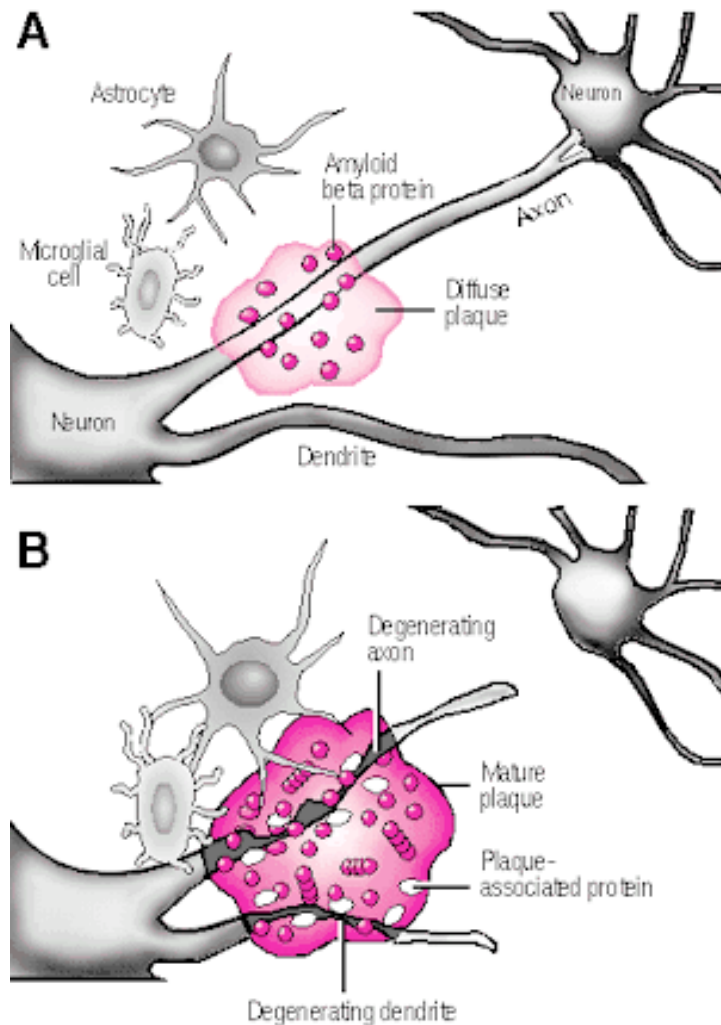 A
Astrocyte
Neuron
Amyloid
beta protein
Axon
Microglial
cell
Diffuse
plaque
Neuron
Dendrite
B
Degenerating
axon
Mature
plaque
Plaque-
associated protein
Degenerating dendrite